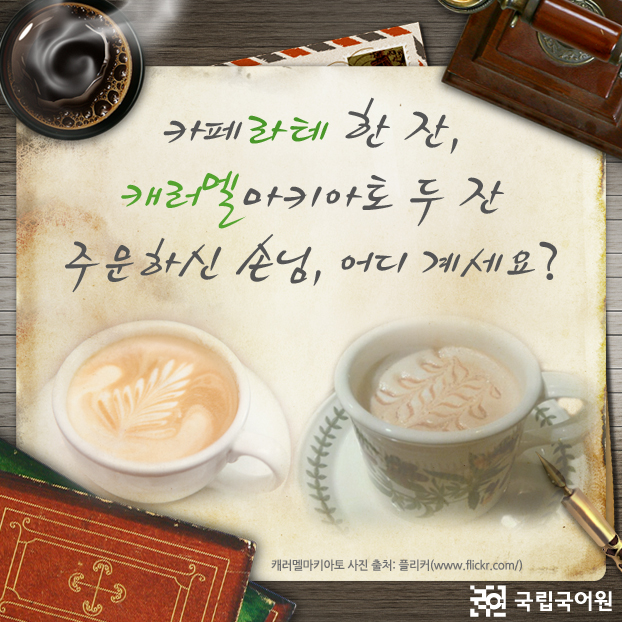 카페라테 한 잔,
캐러멜마키아토 두 잔
주문하신 손님, 어디 계세요?
캐러멜마키아토 사진 출처: 플리커(www.flickr.com/)
국립국어원